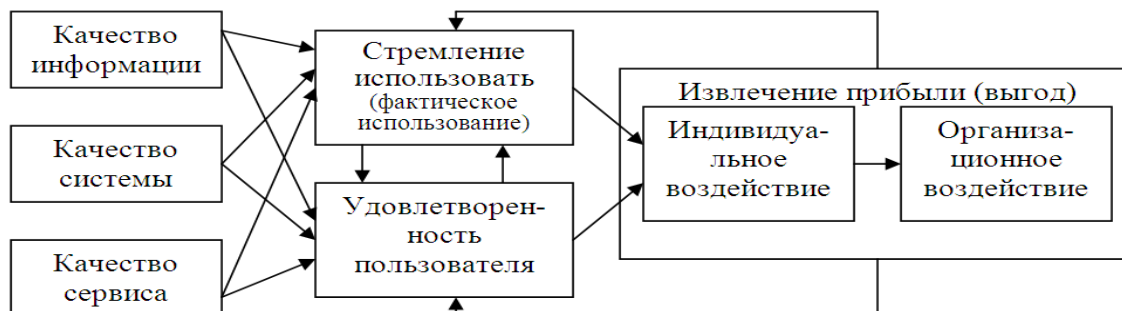 Качество
информации
Качество
системы
Качество
сервиса
Стремление
использовать
(фактическое
использование)
Удовлетворен-
ность
пользователя
Извлечение прибыли (выгод)
Индивидуа-
льное
воздействие
Организа-
ционное
воздействие